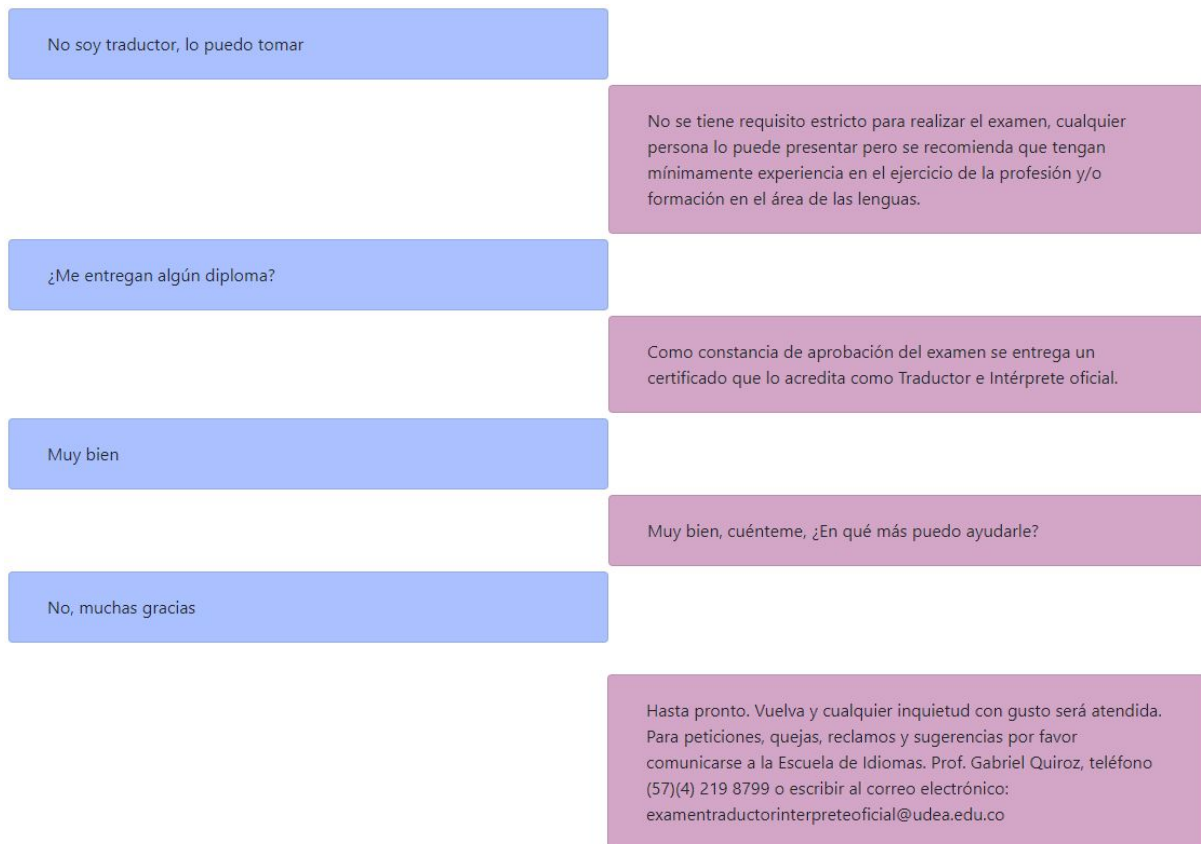 No soy traductor, lo puedo tomar
No se tiene requisito estricto para realizar el examen, cualquier
persona lo puede presentar pero se recomienda que tengan
mínimamente experiencia en el ejercicio de la profesión y/o
formación en el área de las lenguas.
¿Me entregan algún diploma?
Como constancia de aprobación del examen se entrega un
certificado que lo acredita como Traductor e Intérprete oficial.
Muy bien
Muy bien, cuénteme, ¿En qué más puedo ayudarle?
No, muchas gracias
Hasta pronto. Vuelva y cualquier inquietud con gusto será atendida.
Para peticiones, quejas, reclamos y sugerencias por favor
comunicarse a la Escuela de Idiomas. Prof. Gabriel Quiroz, teléfono
(57)(4) 219 8799 o escribir al correo electrónico:
examentraductorinterpreteoficial@udea.edu.co